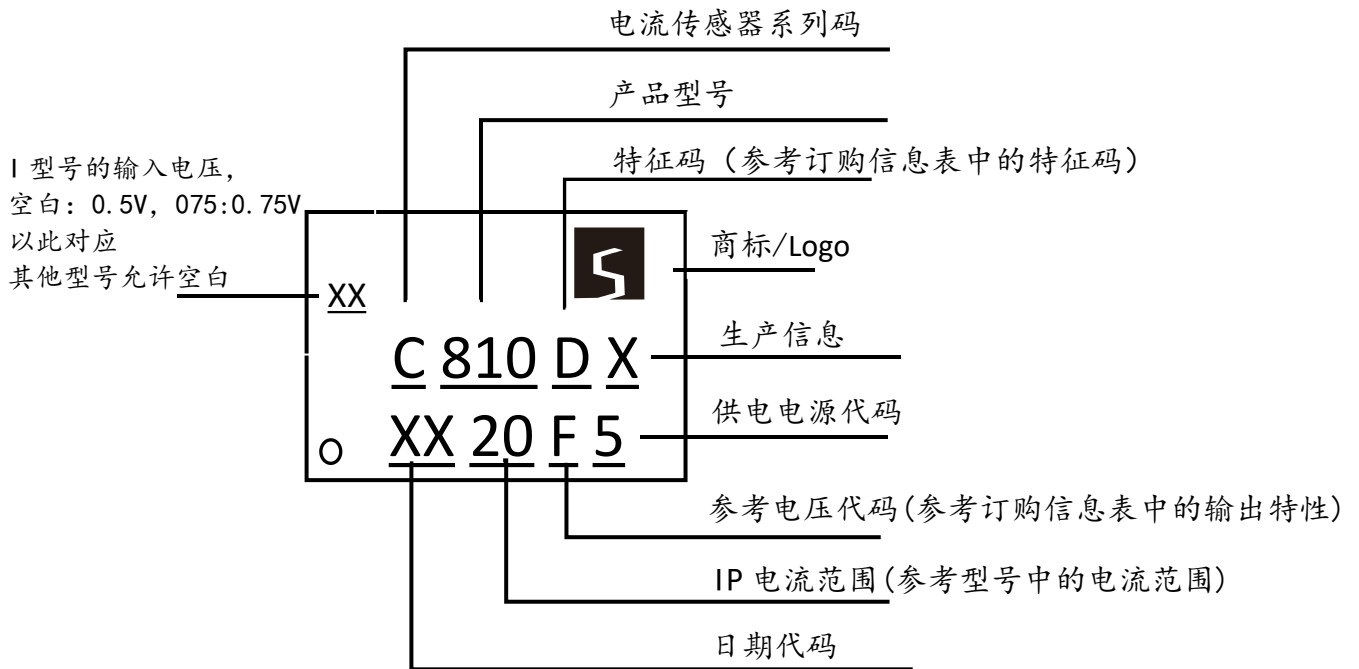 电流传感器系列码
产品型号
特征码（参考订购信息表中的特征码）
I 型号的输入电压，
空白：0.5V，075:0.75V
以此对应
其他型号允许空白
商标/Logo
XX
生产信息
C 810 D X
供电电源代码
XX 20 F 5
参考电压代码(参考订购信息表中的输出特性)
IP 电流范围(参考型号中的电流范围)
日期代码